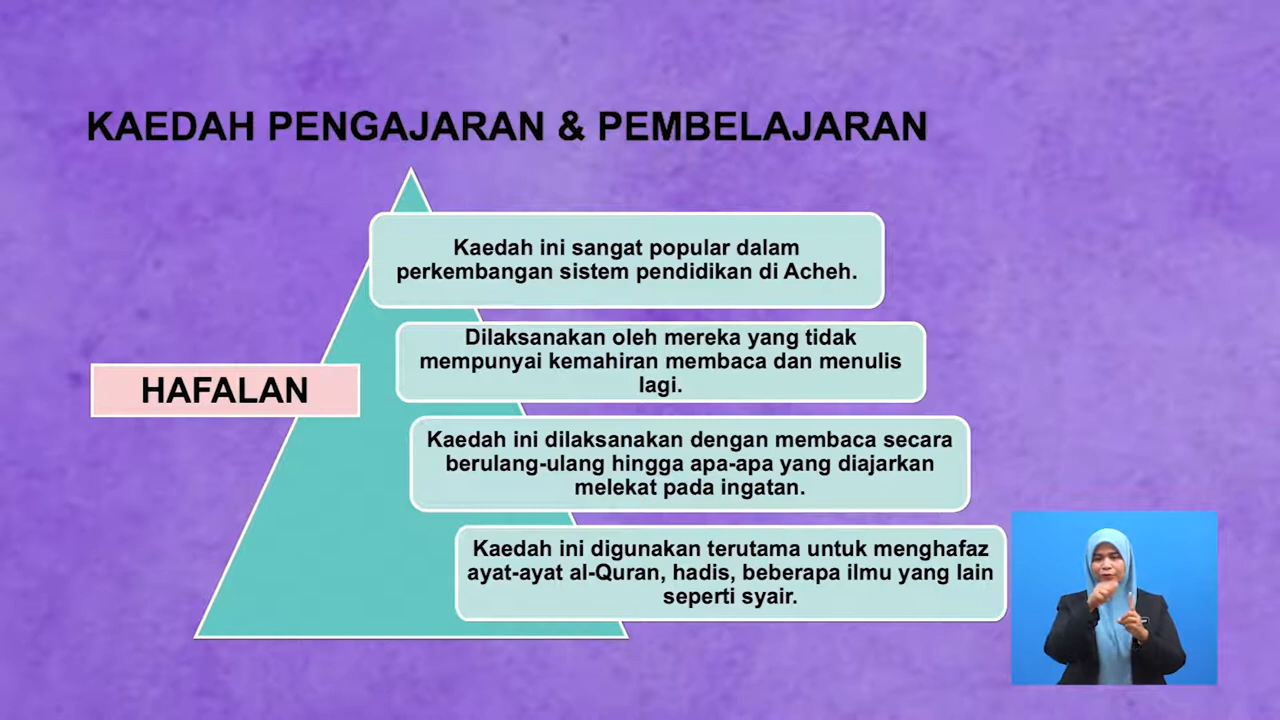 KAEDAH PENGAJARAN & PEMBELAJARAN
Kaedah ini sangat popular dalam
perkembangan sistem pendidikan di Acheh.
Dilaksanakan oleh mereka yang tidak
mempunyai kemahiran membaca dan menulis
lagi.
HAFALAN
Kaedah ini dilaksanakan dengan membaca secara
berulang-ulang hingga apa-apa yang diajarkan
melekat pada ingatan.
Kaedah ini digunakan terutama untuk menghafaz
ayat-ayat al-Quran, hadis, beberapa ilmu yang lain
seperti syair.